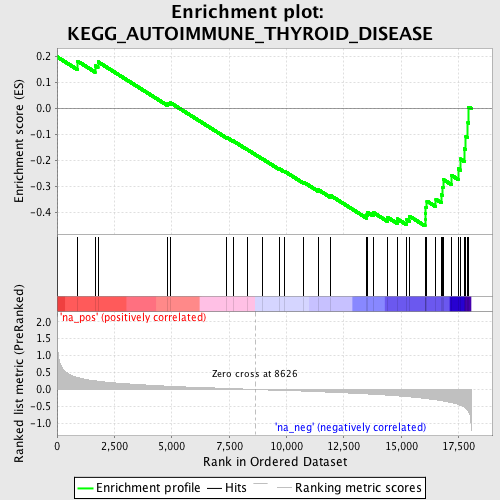 Enrichment plot:
KEGG_AUTOIMMUNE_THYROID_DISEASE
Enrichment score (ES)
0.2
0.1
0.0
-0.1
-0.2
-0.3
-0.4
'na_pos' (positively correlated)
Ranked list metric (PreRanked)
2.0
1.5
1.0
0.5
0.0
-0.5
-1.0
Zero cross at 8626
'na_neg' (negatively correlated)
0
2,500
5,000
7,500
10,000
12,500
15,000
17,500
Rank in Ordered Dataset
Enrichment profile
Hits
Ranking metric scores